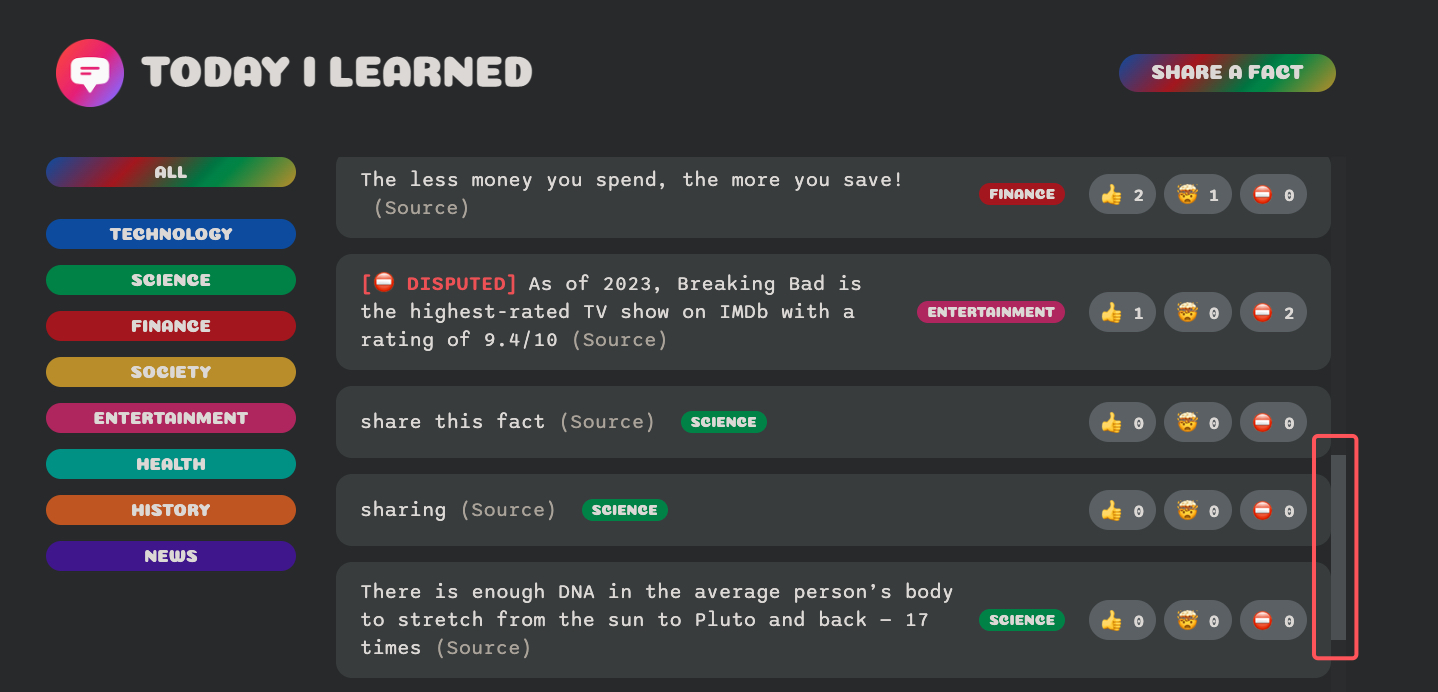 TODAY I LEARNED
SHARE A FACT
ALL
TECHNOLOGY
SCIENCE
FINANCE
SOCIETY
ENTERTAINMENT
HEALTH
HISTORY
NEWS
The less money you spend, the more you save!
(Source)
FINANCE
👍 2 🤯 1 ⛔ 0
[⛔ DISPUTED] As of 2023, Breaking Bad is
the highest-rated TV show on IMDb with a
rating of 9.4/10 (Source)
ENTERTAINMENT
👍 1 🤯 0 ⛔ 2
share this fact (Source) SCIENCE
👍 0 🤯 0 ⛔ 0
sharing (Source) SCIENCE
👍 0 🤯 0 ⛔ 0
There is enough DNA in the average person’s body
to stretch from the sun to Pluto and back — 17
times (Source)
SCIENCE
👍 0 🤯 0 ⛔ 0